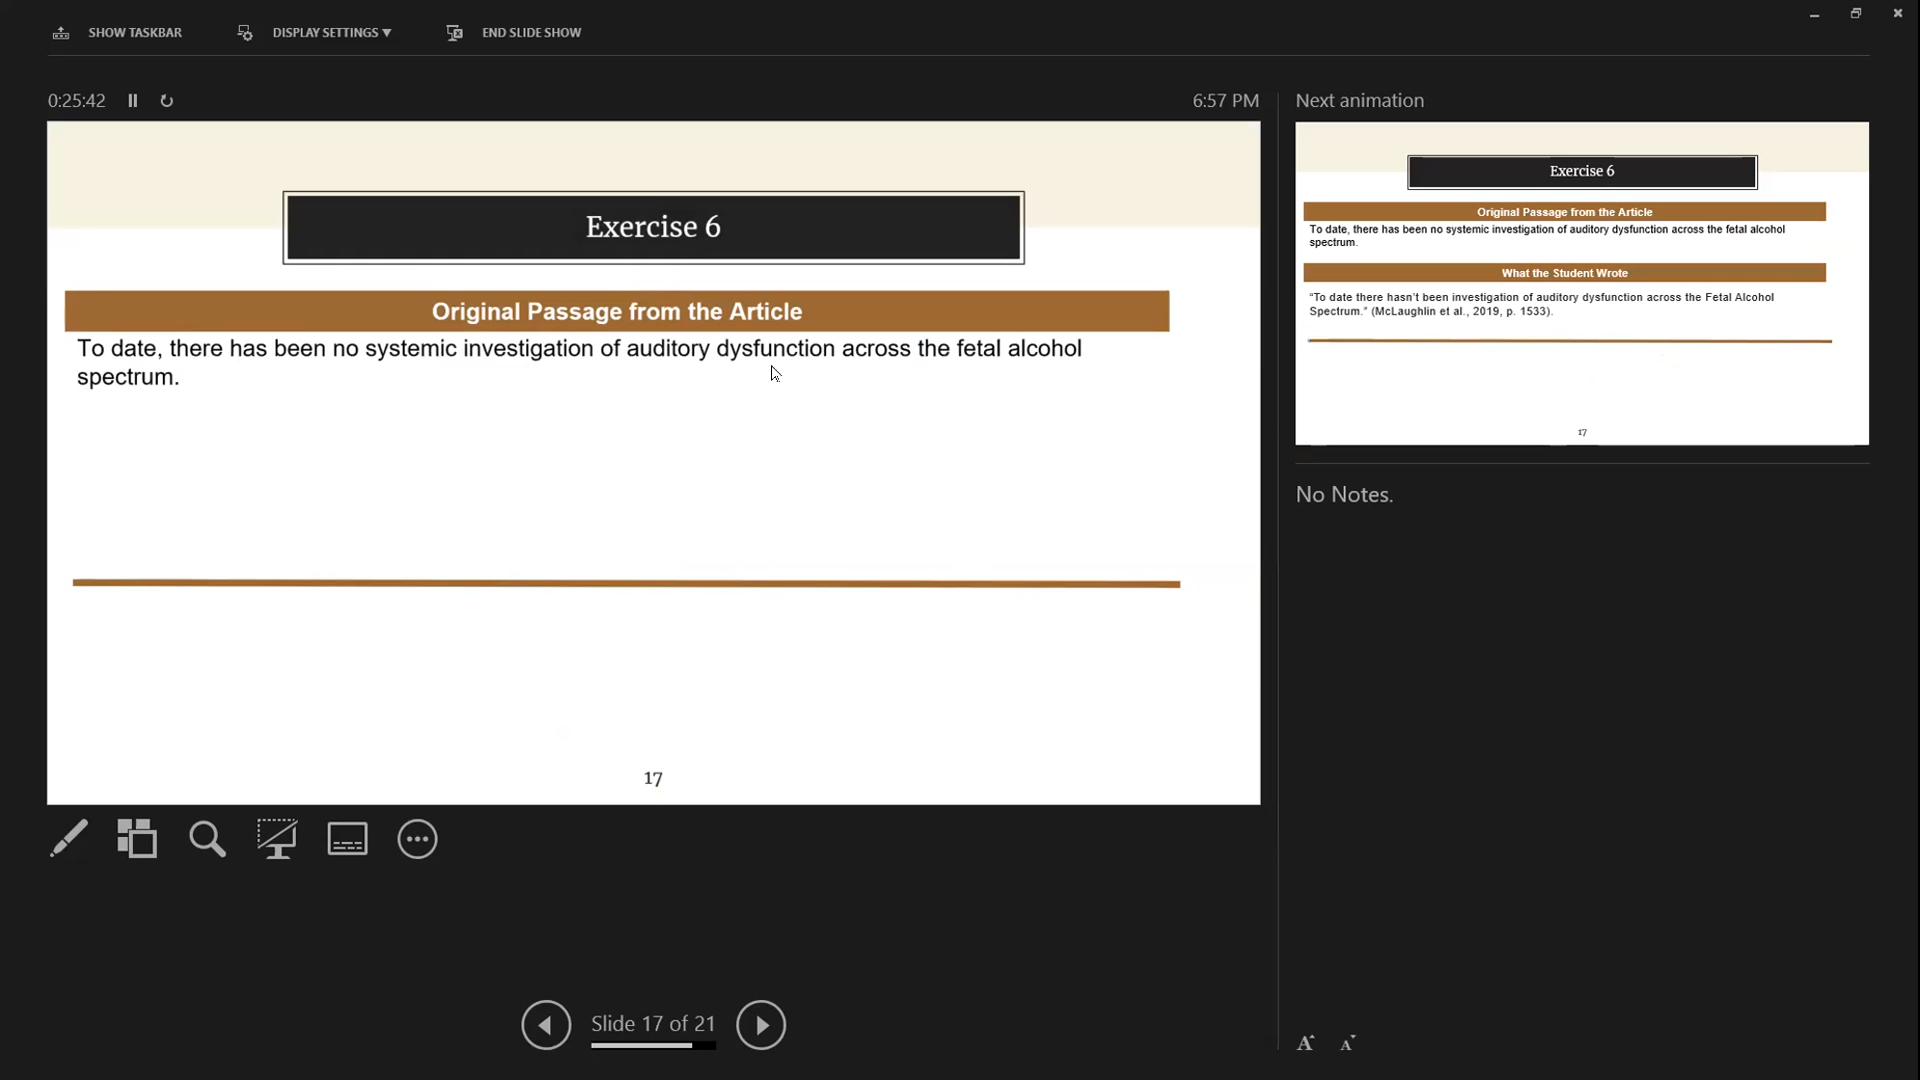 SHOW TASKBAR
DISPLAY SETTINGS ▼
END SLIDE SHOW
0:25:42
6:57 PM
Exercise 6
Original Passage from the Article
To date, there has been no systemic investigation of auditory dysfunction across the fetal alcohol
spectrum.
17
Slide 17 of 21
Next animation
Exercise 6
Original Passage from the Article
To date, there has been no systemic investigation of auditory dysfunction across the fetal alcohol
spectrum.
What the Student Wrote
“To date there hasn’t been investigation of auditory dysfunction across the Fetal Alcohol
Spectrum.” (McLaughlin et al., 2019, p. 1533).
17
No Notes.
A A